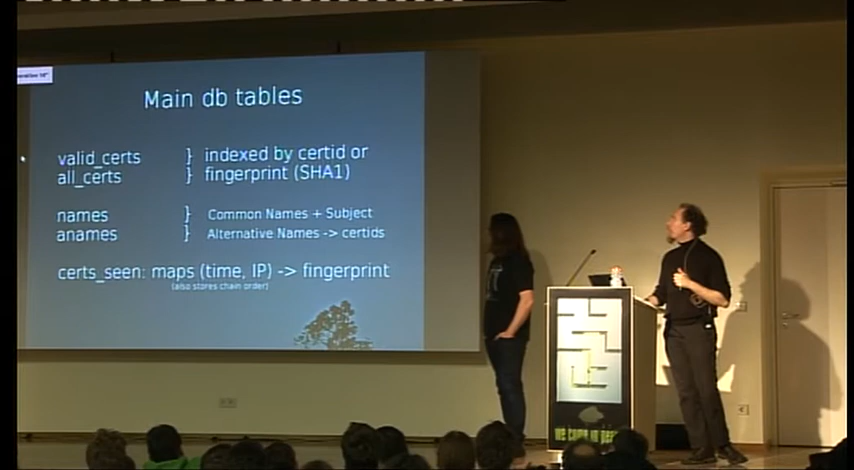 Main db tables
valid_certs } indexed by certid or
all_certs } fingerprint (SHA1)
names } Common Names + Subject
anames } Alternative Names -> certids
certs_seen: maps (time, IP) -> fingerprint
(also stores chain order)
we come in peace